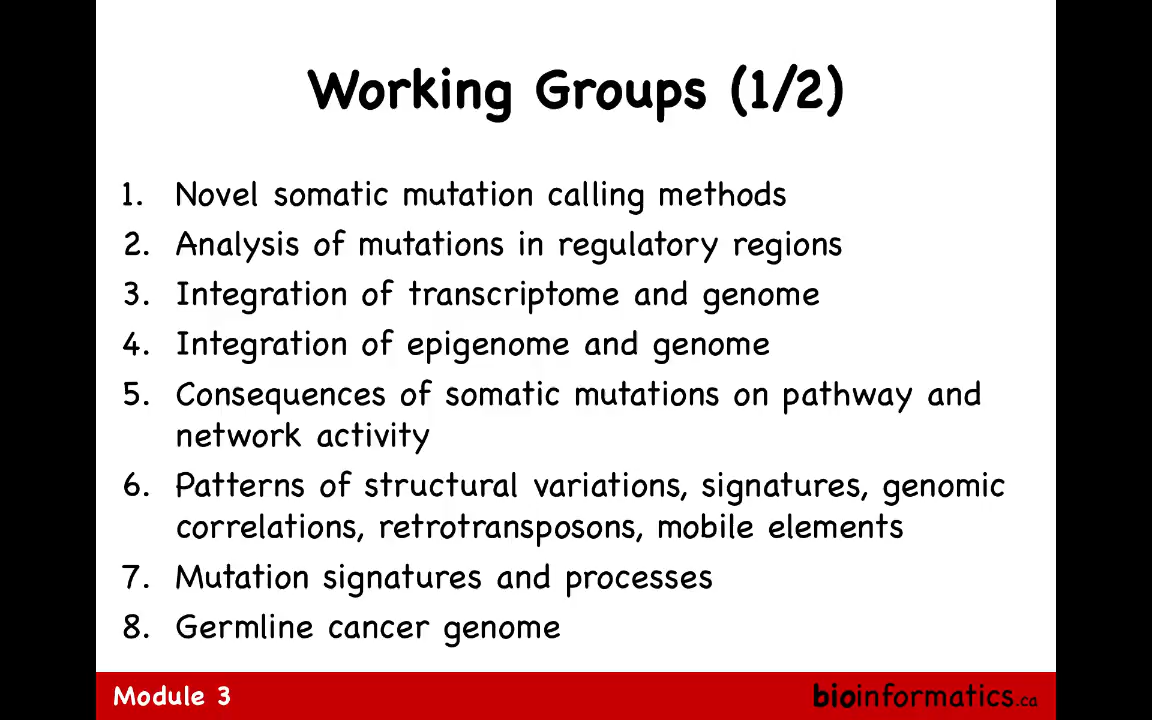 Working Groups (1/2)
1. Novel somatic mutation calling methods
2. Analysis of mutations in regulatory regions
3. Integration of transcriptome and genome
4. Integration of epigenome and genome
5. Consequences of somatic mutations on pathway and
network activity
6. Patterns of structural variations, signatures, genomic
correlations, retrotransposons, mobile elements
7. Mutation signatures and processes
8. Germline cancer genome
Module 3
bioinformatics.ca